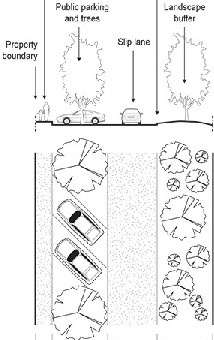 Public parking
and trees
Landscape
buffer
Property
boundary
Slip lane